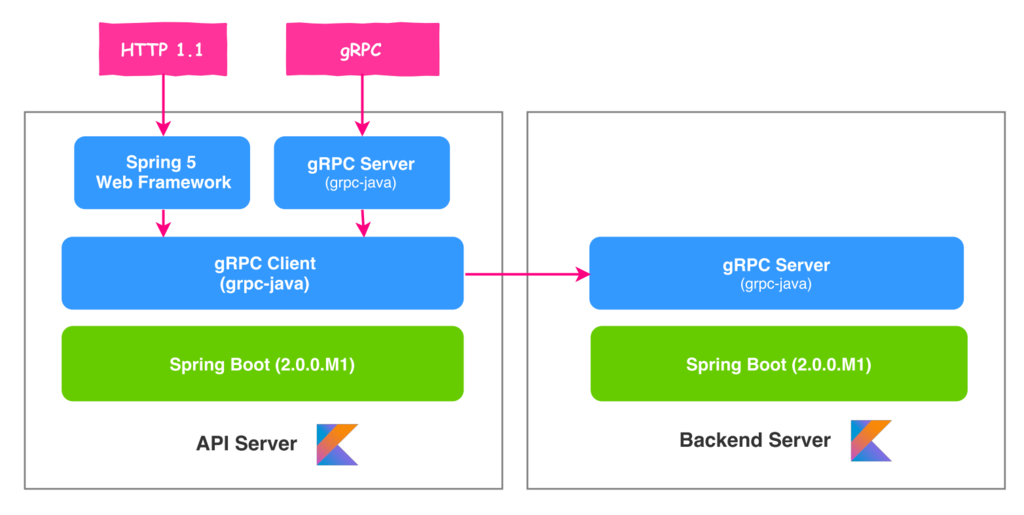 HTTP 1.1
gRPC
Spring 5
Web Framework
gRPC Server
(grpc-java)
gRPC Client
(grpc-java)
gRPC Server
(grpc-java)
Spring Boot (2.0.0.M1)
Spring Boot (2.0.0.M1)
API Server
Backend Server